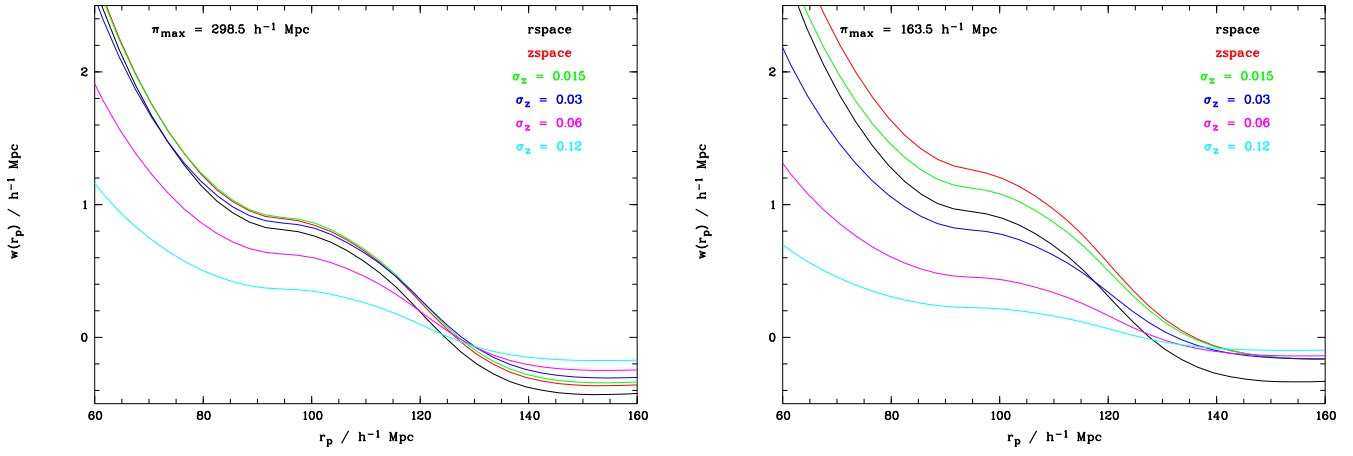 π_max = 298.5 h⁻¹ Mpc
rspace
zspace
σ_z = 0.015
σ_z = 0.03
σ_z = 0.06
σ_z = 0.12
w(r_p) / h⁻¹ Mpc
2
1
0
60 80 100 120 140 160
r_p / h⁻¹ Mpc
π_max = 163.5 h⁻¹ Mpc
rspace
zspace
σ_z = 0.015
σ_z = 0.03
σ_z = 0.06
σ_z = 0.12
w(r_p) / h⁻¹ Mpc
2
1
0
60 80 100 120 140 160
r_p / h⁻¹ Mpc